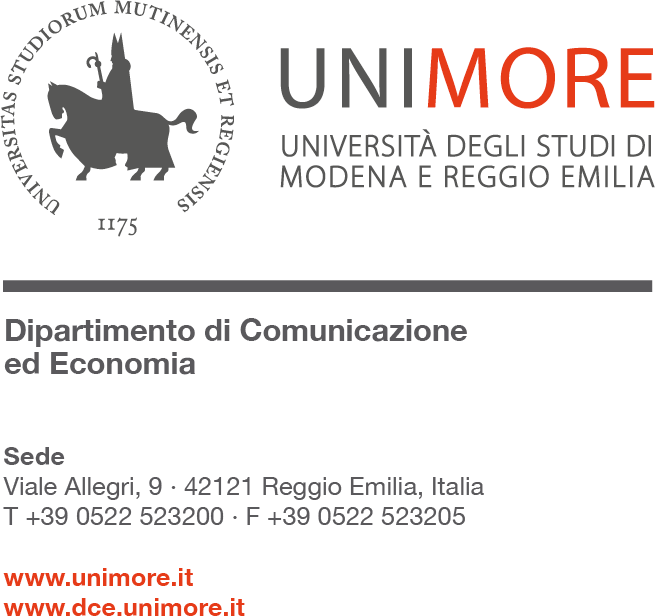 UNIVERSITAS STUDIORUM MUTINENSIS ET REGIENSIS
1175
UNIMORE
UNIVERSITÀ DEGLI STUDI DI
MODENA E REGGIO EMILIA
Dipartimento di Comunicazione
ed Economia
Sede
Viale Allegri, 9 · 42121 Reggio Emilia, Italia
T +39 0522 523200 · F +39 0522 523205
www.unimore.it
www.dce.unimore.it